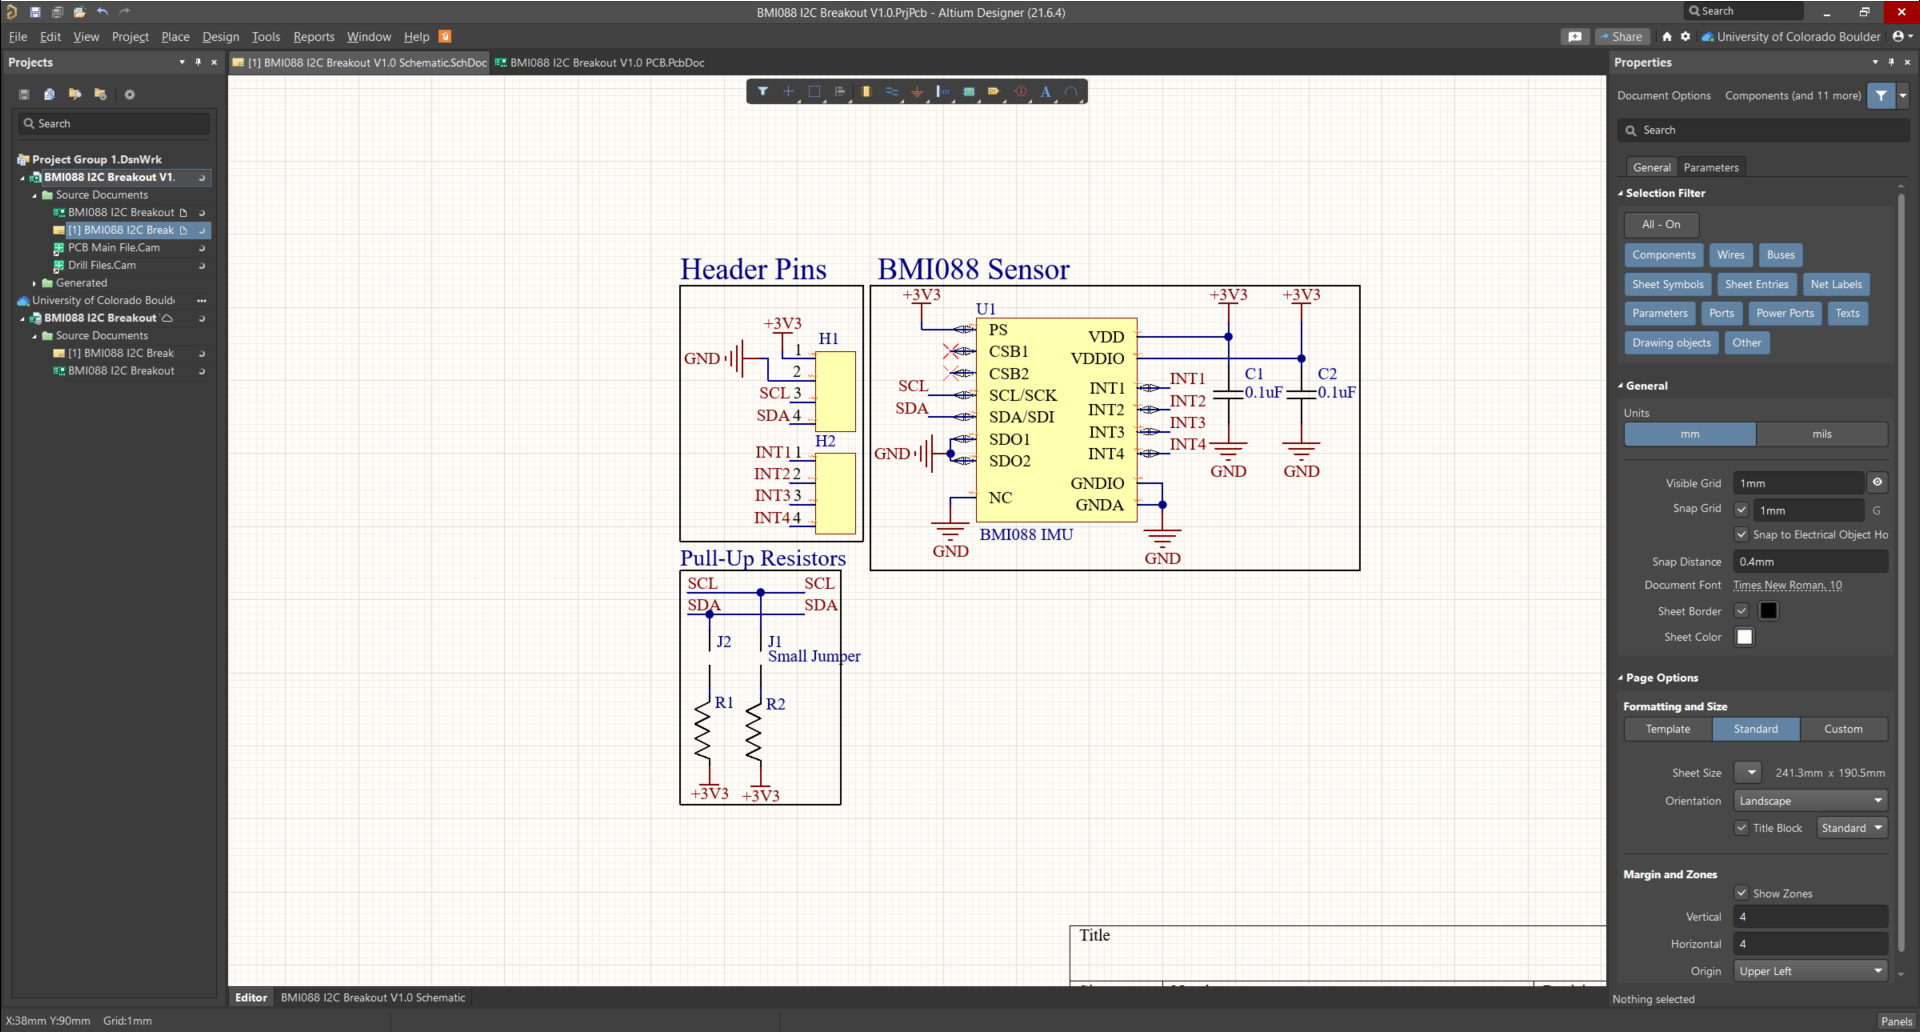 BMI088 I2C Breakout V1.0.PrjPcb - Altium Designer (21.6.4)
Search
File Edit View Project Place Design Tools Reports Window Help
Share
University of Colorado Boulder
Projects
[1] BMI088 I2C Breakout V1.0 Schematic.SchDoc
BMI088 I2C Breakout V1.0 PCB.PcbDoc
Search
Project Group 1.DsnWrk
BMI088 I2C Breakout V1.
Source Documents
BMI088 I2C Breakout
[1] BMI088 I2C Break
PCB Main File.Cam
Drill Files.Cam
Generated
University of Colorado Bould
BMI088 I2C Breakout
Source Documents
[1] BMI088 I2C Break
BMI088 I2C Breakout
Header Pins
+3V3
H1
GND
1
2
SCL 3
SDA 4
H2
INT1 1
INT2 2
INT3 3
INT4 4
BMI088 Sensor
+3V3
U1
PS
CSB1
CSB2
SCL
SCL/SCK
SDA
SDA/SDI
SDO1
GND
SDO2
NC
GND
VDD
VDDIO
INT1
INT2
INT3
INT4
GNDIO
GNDA
BMI088 IMU
GND
INT1
INT2
INT3
INT4
+3V3
C1
0.1uF
GND
+3V3
C2
0.1uF
GND
Pull-Up Resistors
SCL SCL
SDA SDA
J2 J1
Small Jumper
R1 R2
+3V3 +3V3
Title
Editor BMI088 I2C Breakout V1.0 Schematic
X:38mm Y:90mm Grid:1mm
Properties
Document Options Components (and 11 more)
Search
General Parameters
Selection Filter
All - On
Components Wires Buses
Sheet Symbols Sheet Entries Net Labels
Parameters Ports Power Ports Texts
Drawing objects Other
General
Units
mm mils
Visible Grid 1mm
Snap Grid 1mm G
Snap to Electrical Object Ho
Snap Distance 0.4mm
Document Font Times New Roman, 10
Sheet Border
Sheet Color
Page Options
Formatting and Size
Template Standard Custom
Sheet Size 241.3mm x 190.5mm
Orientation Landscape
Title Block Standard
Margin and Zones
Show Zones
Vertical 4
Horizontal 4
Origin Upper Left
Nothing selected
Panels